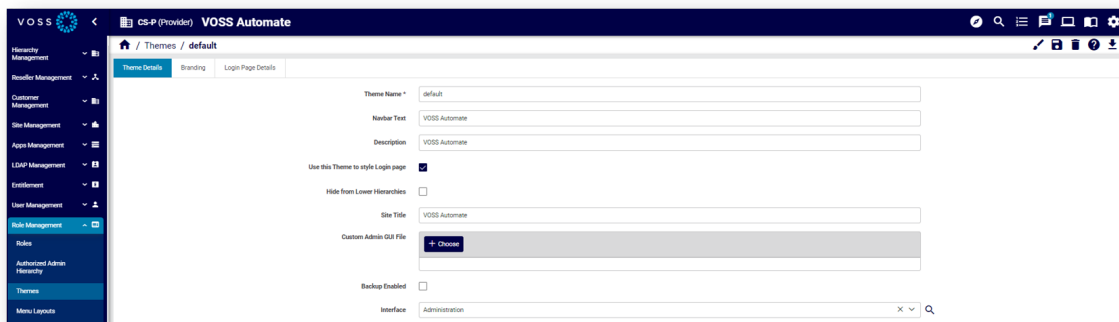 VOSS
CS-P (Provider) VOSS Automate
/ Themes / default
Hierarchy
Management
Reseller Management
Customer
Management
Site Management
Apps Management
LDAP Management
Entitlement
User Management
Role Management
Roles
Authorized Admin
Hierarchy
Themes
Menu Layouts
Theme Details Branding Login Page Details
Theme Name * default
Navbar Text VOSS Automate
Description VOSS Automate
Use this Theme to style Login page
Hide from Lower Hierarchies
Site Title VOSS Automate
Custom Admin GUI File
+ Choose
Backup Enabled
Interface Administration